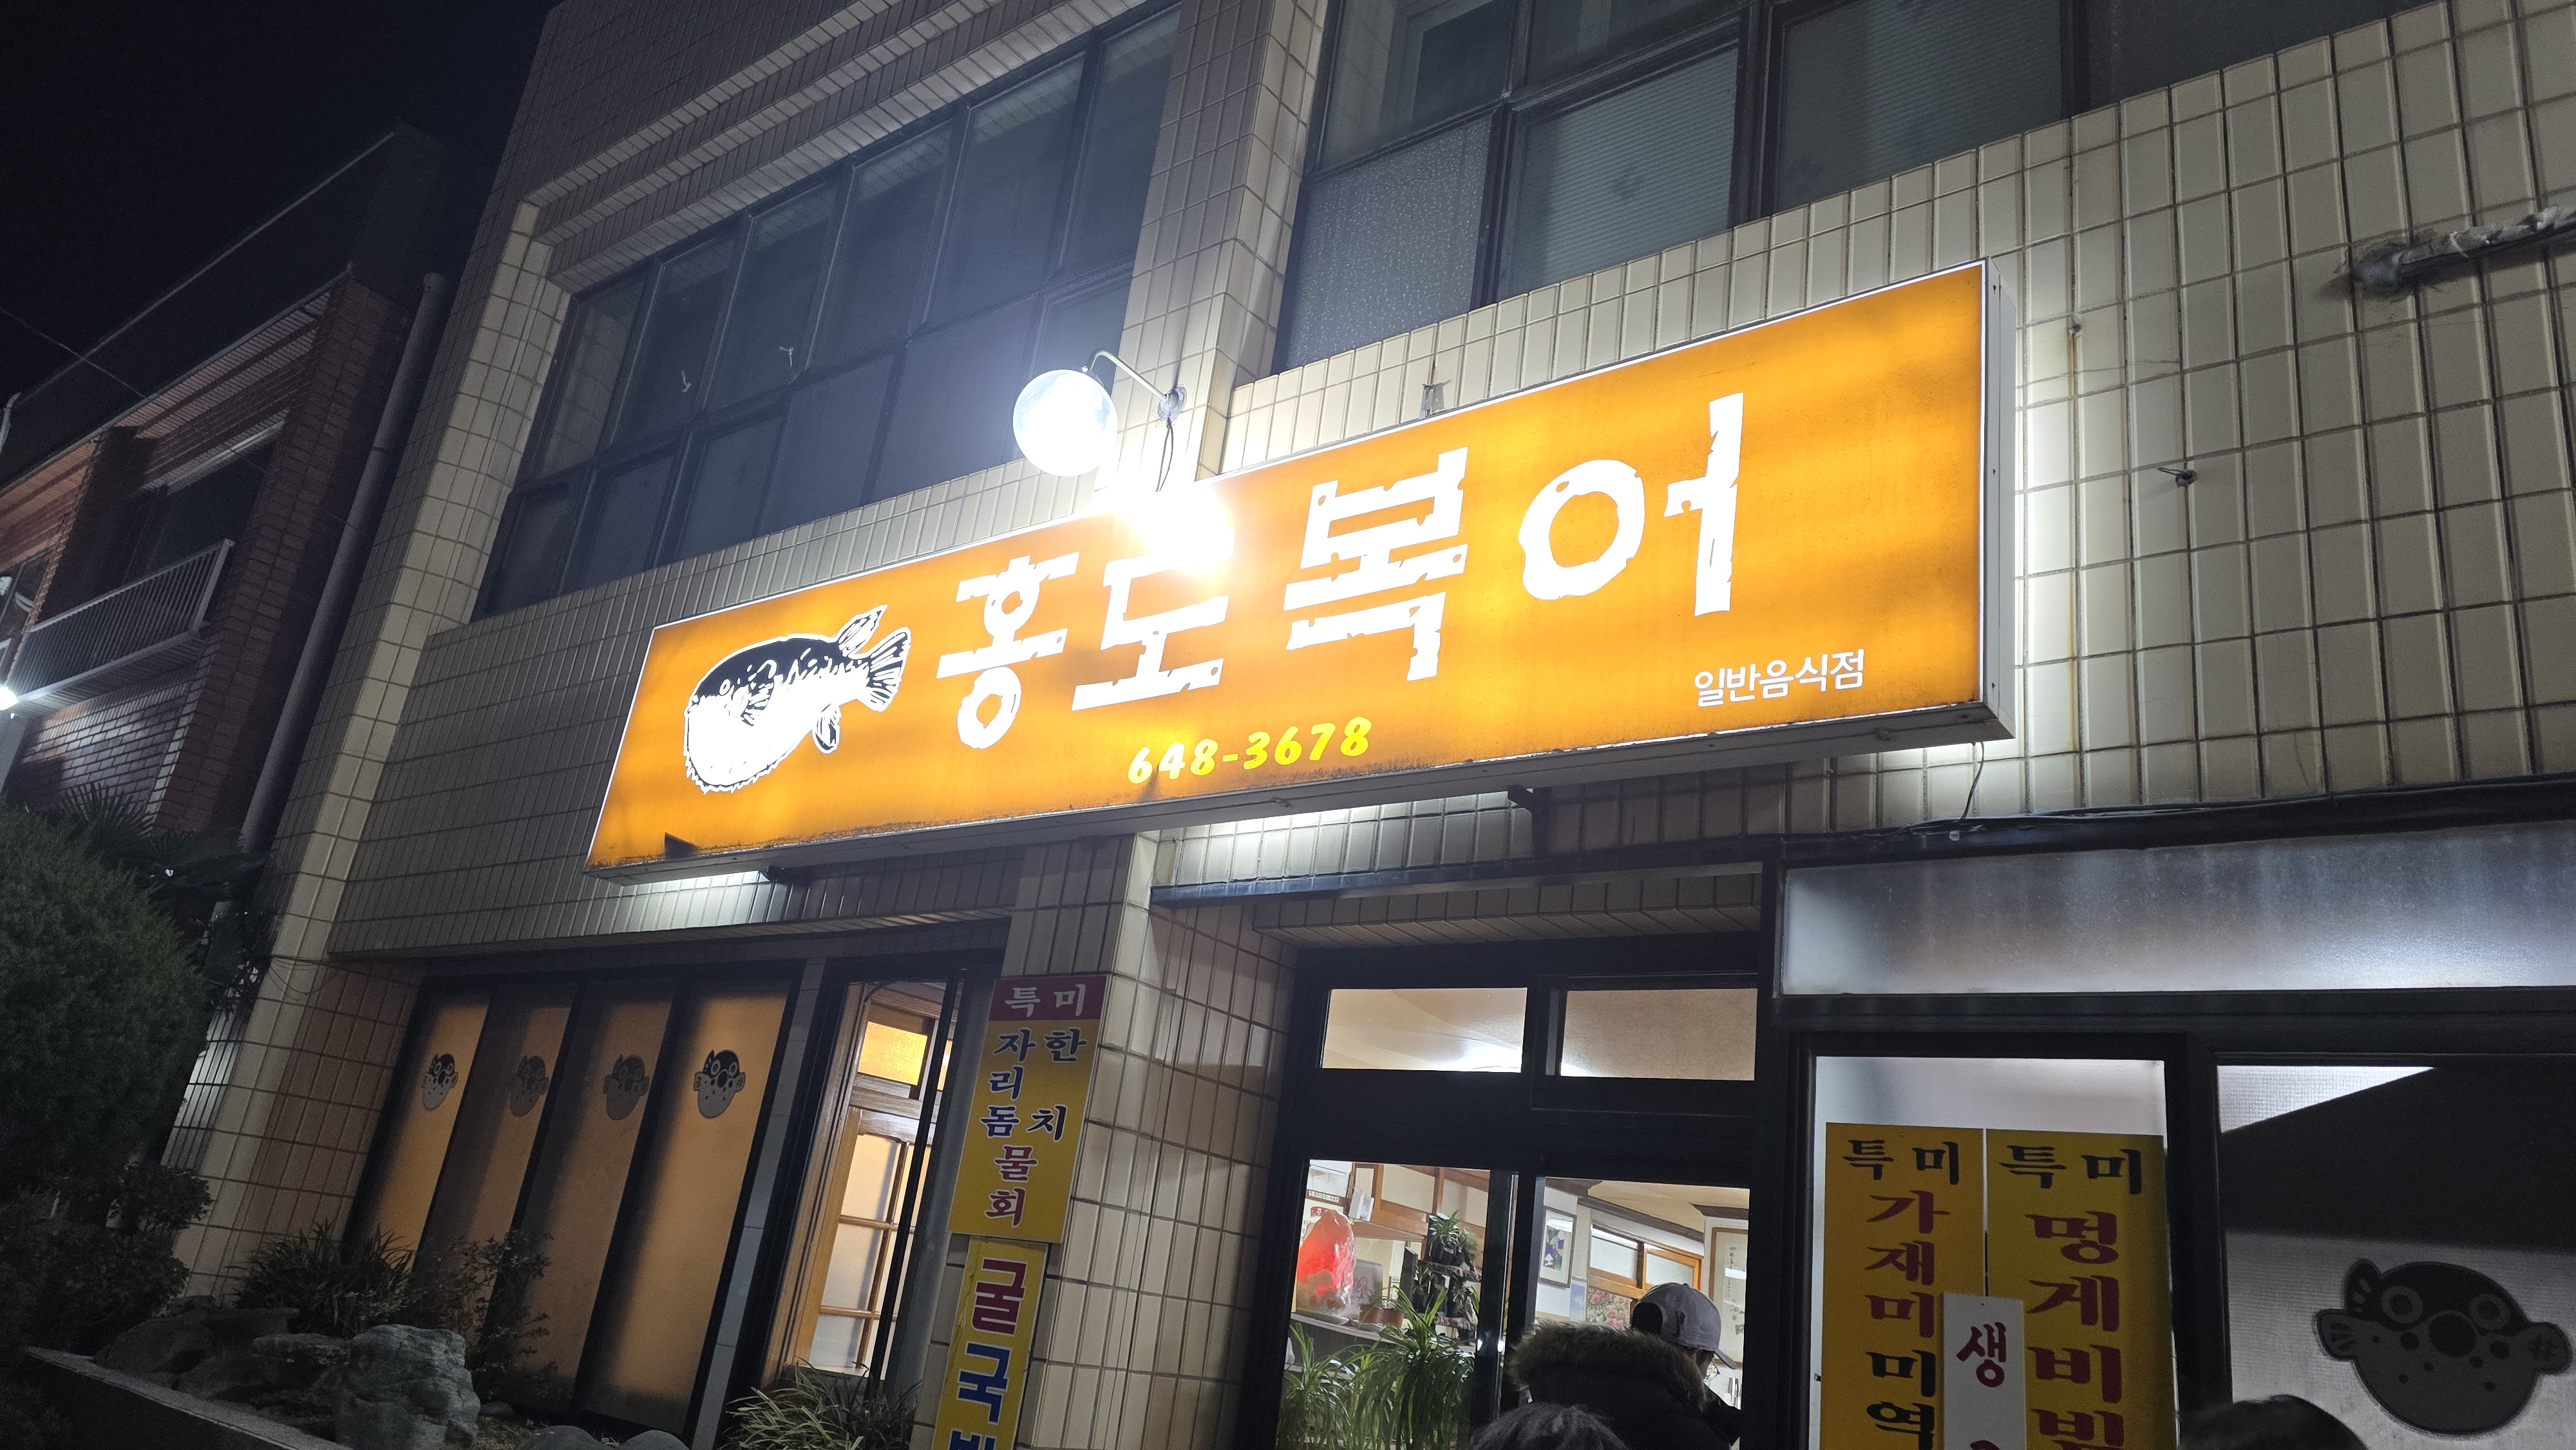 홍도복어
648-3678
일반음식점
특미
한치
자리돔
물회
굴국
특미
가재미
미역
특미
멍게비빔
생